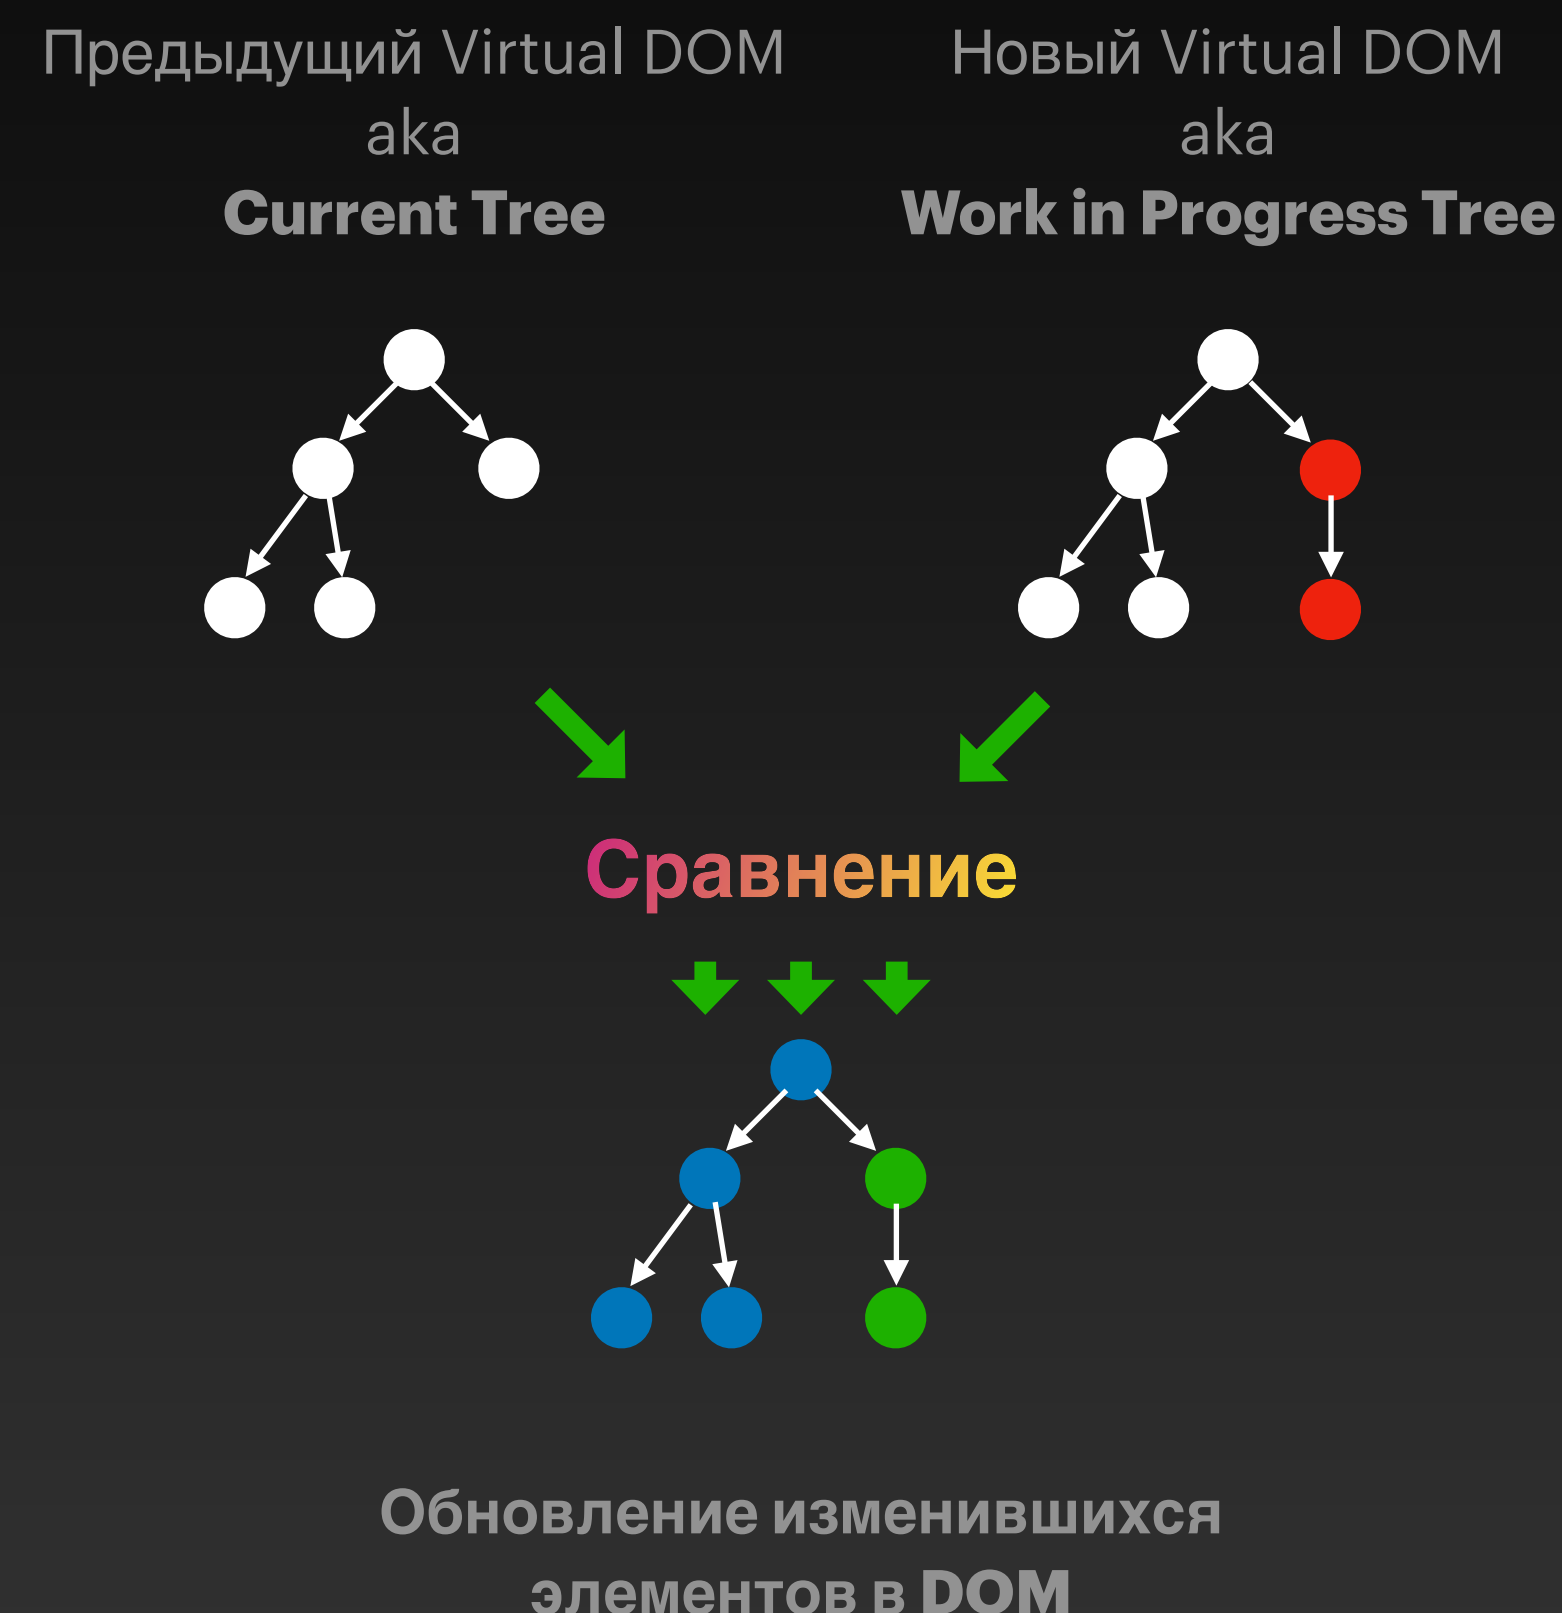 Предыдущий Virtual DOM
aka
Current Tree
Новый Virtual DOM
aka
Work in Progress Tree
Сравнение
Обновление изменившихся
элементов в DOM